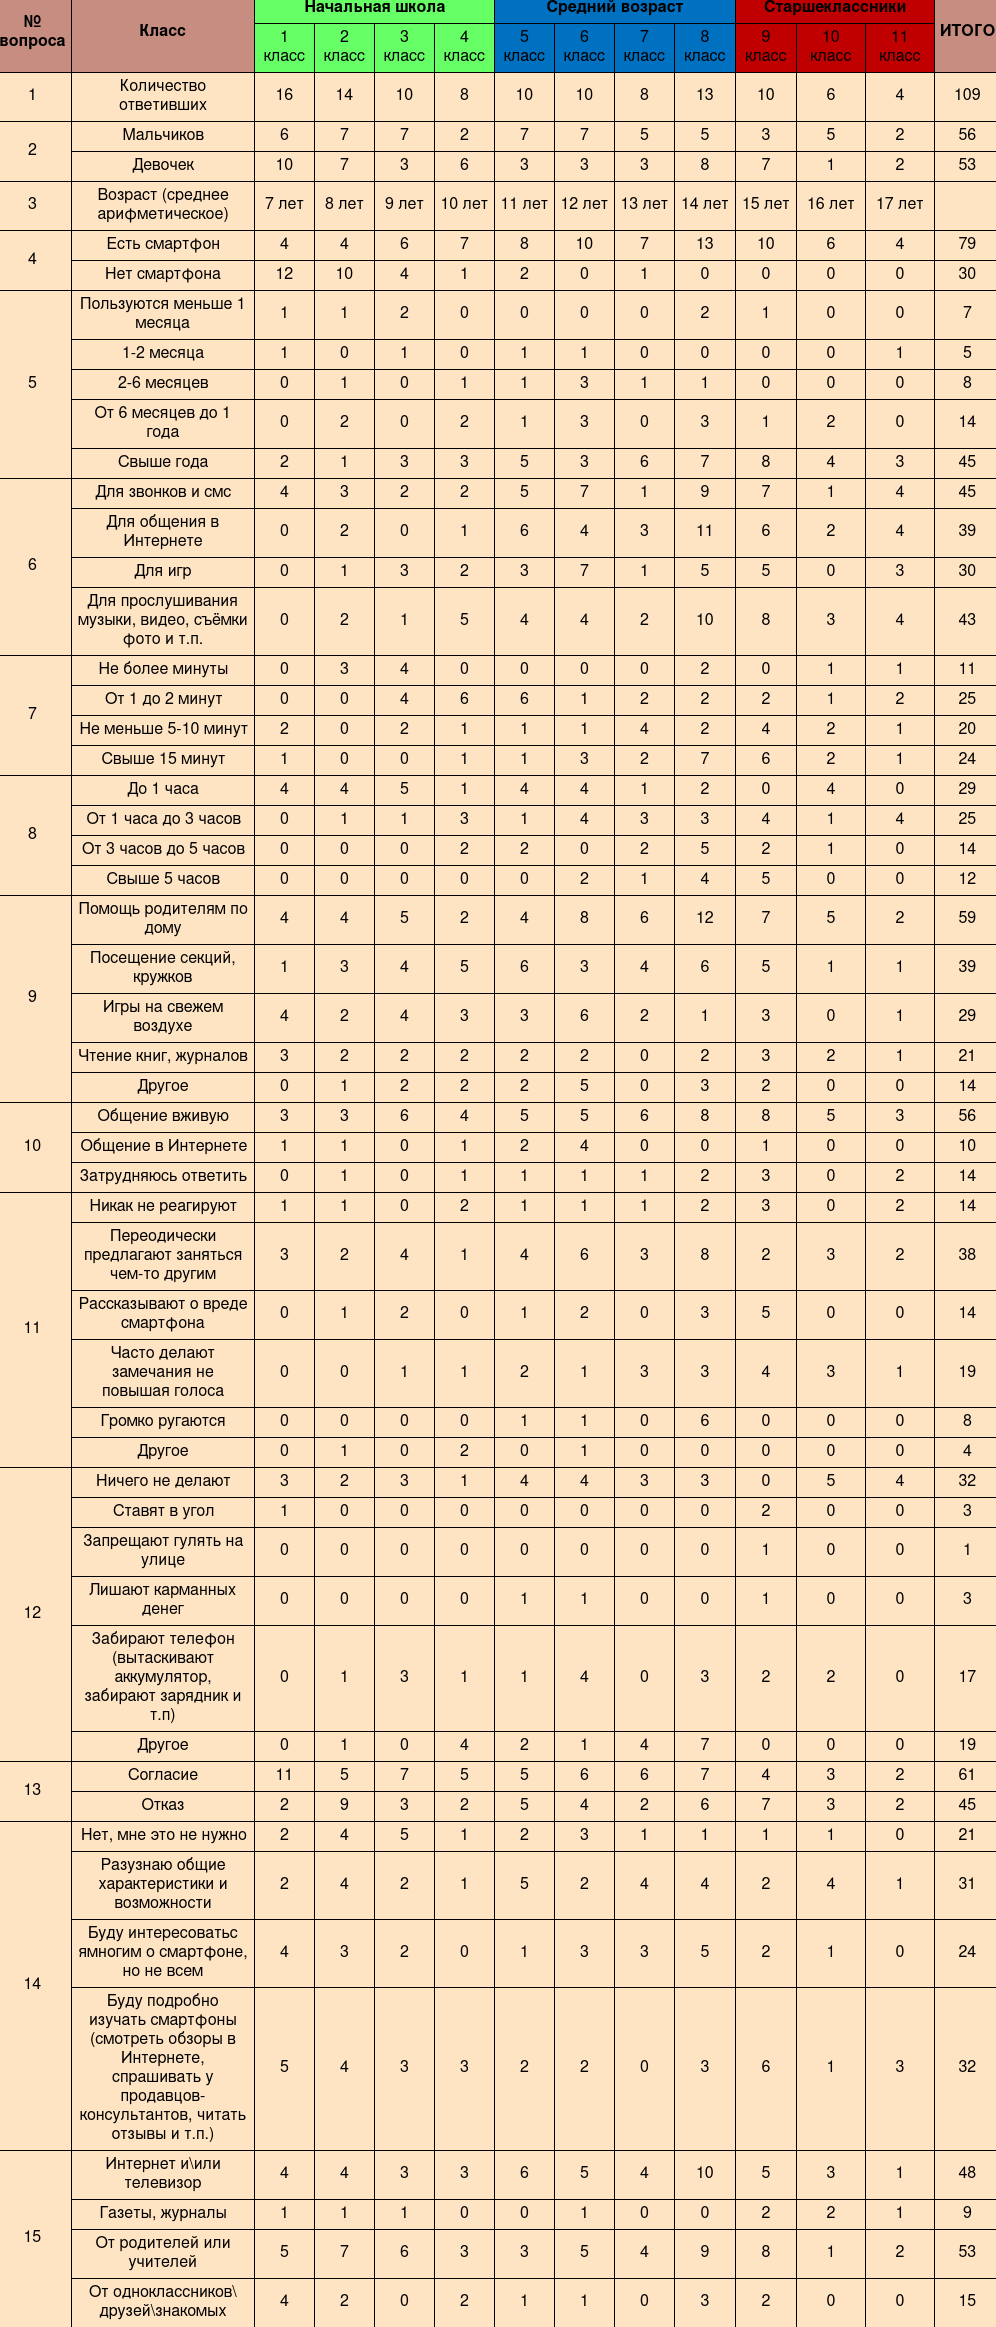 № вопроса Класс Начальная школа Средний возраст Старшеклассники ИТОГО
1 класс 2 класс 3 класс 4 класс 5 класс 6 класс 7 класс 8 класс 9 класс 10 класс 11 класс
1 Количество ответивших 16 14 10 8 10 10 8 13 10 6 4 109
2 Мальчиков 6 7 7 2 7 7 5 5 3 5 2 56
Девочек 10 7 3 6 3 3 3 8 7 1 2 53
3 Возраст (среднее арифметическое) 7 лет 8 лет 9 лет 10 лет 11 лет 12 лет 13 лет 14 лет 15 лет 16 лет 17 лет
4 Есть смартфон 4 4 6 7 8 10 7 13 10 6 4 79
Нет смартфона 12 10 4 1 2 0 1 0 0 0 0 30
5 Пользуются меньше 1 месяца 1 1 2 0 0 0 0 2 1 0 0 7
1-2 месяца 1 0 1 0 1 1 0 0 0 0 1 5
2-6 месяцев 0 1 0 1 1 3 1 1 0 0 0 8
От 6 месяцев до 1 года 0 2 0 2 1 3 0 3 1 2 0 14
Свыше года 2 1 3 3 5 3 6 7 8 4 3 45
6 Для звонков и смс 4 3 2 2 5 7 1 9 7 1 4 45
Для общения в Интернете 0 2 0 1 6 4 3 11 6 2 4 39
Для игр 0 1 3 2 3 7 1 5 5 0 3 30
Для прослушивания музыки, видео, съёмки фото и т.п. 0 2 1 5 4 4 2 10 8 3 4 43
7 Не более минуты 0 3 4 0 0 0 0 2 0 1 1 11
От 1 до 2 минут 0 0 4 6 6 1 2 2 2 1 2 25
Не меньше 5-10 минут 2 0 2 1 1 1 4 2 4 2 1 20
Свыше 15 минут 1 0 0 1 1 3 2 7 6 2 1 24
8 До 1 часа 4 4 5 1 4 4 1 2 0 4 0 29
От 1 часа до 3 часов 0 1 1 3 1 4 3 3 4 1 4 25
От 3 часов до 5 часов 0 0 0 2 2 0 2 5 2 1 0 14
Свыше 5 часов 0 0 0 0 0 2 1 4 5 0 0 12
9 Помощь родителям по дому 4 4 5 2 4 8 6 12 7 5 2 59
Посещение секций, кружков 1 3 4 5 6 3 4 6 5 1 1 39
Игры на свежем воздухе 4 2 4 3 3 6 2 1 3 0 1 29
Чтение книг, журналов 3 2 2 2 2 2 0 2 3 2 1 21
Другое 0 1 2 2 2 5 0 3 2 0 0 14
10 Общение вживую 3 3 6 4 5 5 6 8 8 5 3 56
Общение в Интернете 1 1 0 1 2 4 0 0 1 0 0 10
Затрудняюсь ответить 0 1 0 1 1 1 1 2 3 0 2 14
11 Никак не реагируют 1 1 0 2 1 1 1 2 3 0 2 14
Переодически предлагают заняться чем-то другим 3 2 4 1 4 6 3 8 2 3 2 38
Рассказывают о вреде смартфона 0 1 2 0 1 2 0 3 5 0 0 14
Часто делают замечания не повышая голоса 0 0 1 1 2 1 3 3 4 3 1 19
Громко ругаются 0 0 0 0 1 1 0 6 0 0 0 8
Другое 0 1 0 2 0 1 0 0 0 0 0 4
12 Ничего не делают 3 2 3 1 4 4 3 3 0 5 4 32
Ставят в угол 1 0 0 0 0 0 0 0 2 0 0 3
Запрещают гулять на улице 0 0 0 0 0 0 0 0 1 0 0 1
Лишают карманных денег 0 0 0 0 1 1 0 0 1 0 0 3
Забирают телефон (вытаскивают аккумулятор, забирают зарядник и т.п) 0 1 3 1 1 4 0 3 2 2 0 17
Другое 0 1 0 4 2 1 4 7 0 0 0 19
13 Согласие 11 5 7 5 5 6 6 7 4 3 2 61
Отказ 2 9 3 2 5 4 2 6 7 3 2 45
14 Нет, мне это не нужно 2 4 5 1 2 3 1 1 1 1 0 21
Разузнаю общие характеристики и возможности 2 4 2 1 5 2 4 4 2 4 1 31
Буду интересоватьс ямногим о смартфоне, но не всем 4 3 2 0 1 3 3 5 2 1 0 24
Буду подробно изучать смартфоны (смотреть обзоры в Интернете, спрашивать у продавцов-консультантов, читать отзывы и т.п.) 5 4 3 3 2 2 0 3 6 1 3 32
15 Интернет и\или телевизор 4 4 3 3 6 5 4 10 5 3 1 48
Газеты, журналы 1 1 1 0 0 1 0 0 2 2 1 9
От родителей или учителей 5 7 6 3 3 5 4 9 8 1 2 53
От одноклассников\друзей\знакомых 4 2 0 2 1 1 0 3 2 0 0 15